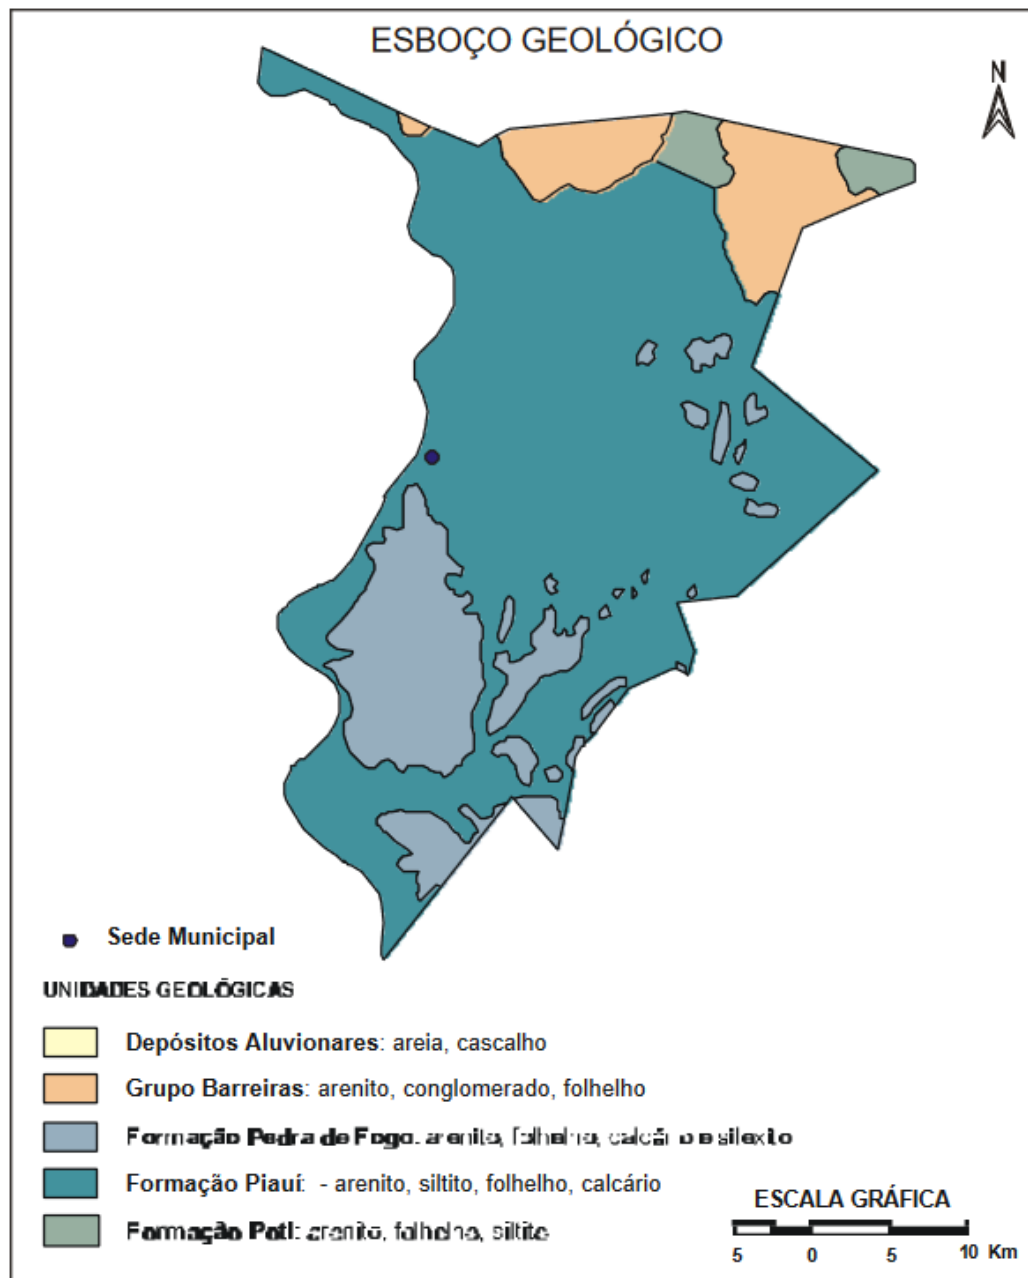 ESBOÇO GEOLÓGICO
N
Sede Municipal
UNIDADES GEOLÓGICAS
Depósitos Aluvionares: areia, cascalho
Grupo Barreiras: arenito, conglomerado, folhelho
Formação Pedra de Fogo: arenito, folhelho, calcário e silexito
Formação Piauí: - arenito, siltito, folhelho, calcário
Formação Poti: arenito, folhelho, siltito
ESCALA GRÁFICA
5 0 5 10 Km